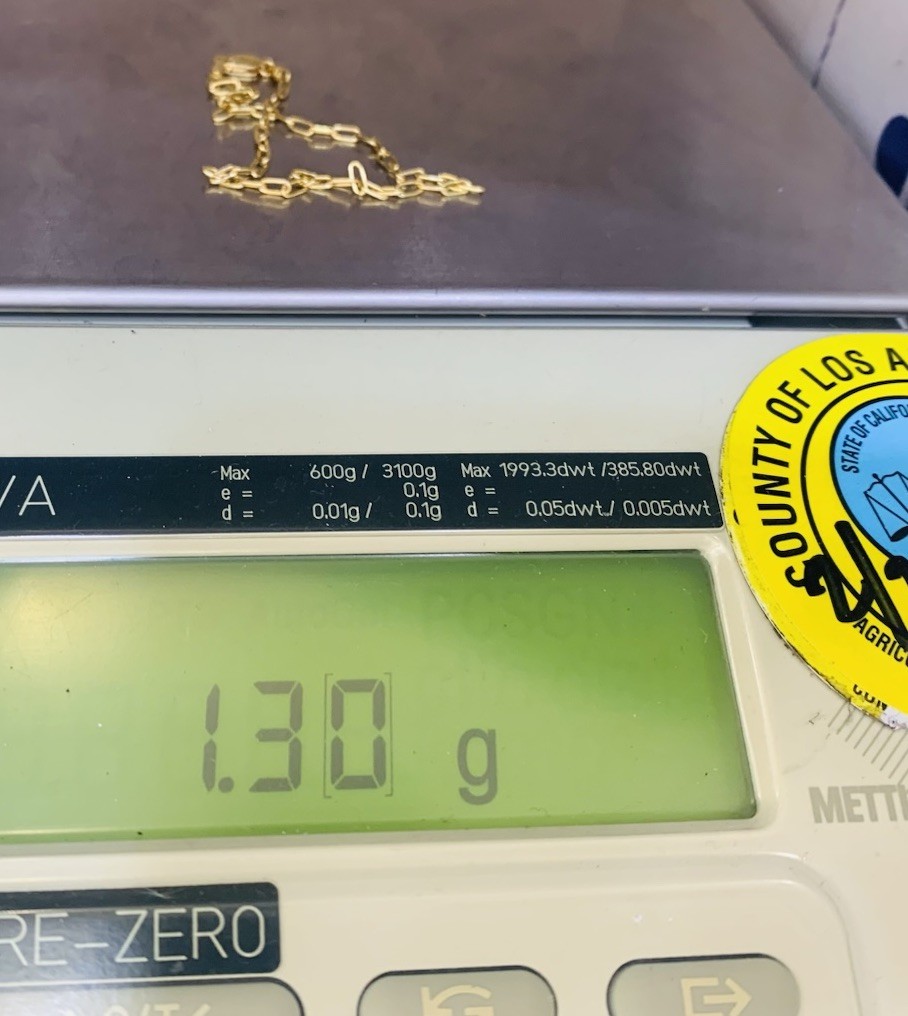 /A
Max 600g / 3100g Max 1993.3dwt /385.80dwt
e = 0.1g e =
d = 0.01g / 0.1g d = 0.05dwt / 0.005dwt
COUNTY OF LOS A
STATE OF CALIFO
AGRIC
1.30 g
METT
RE-ZERO